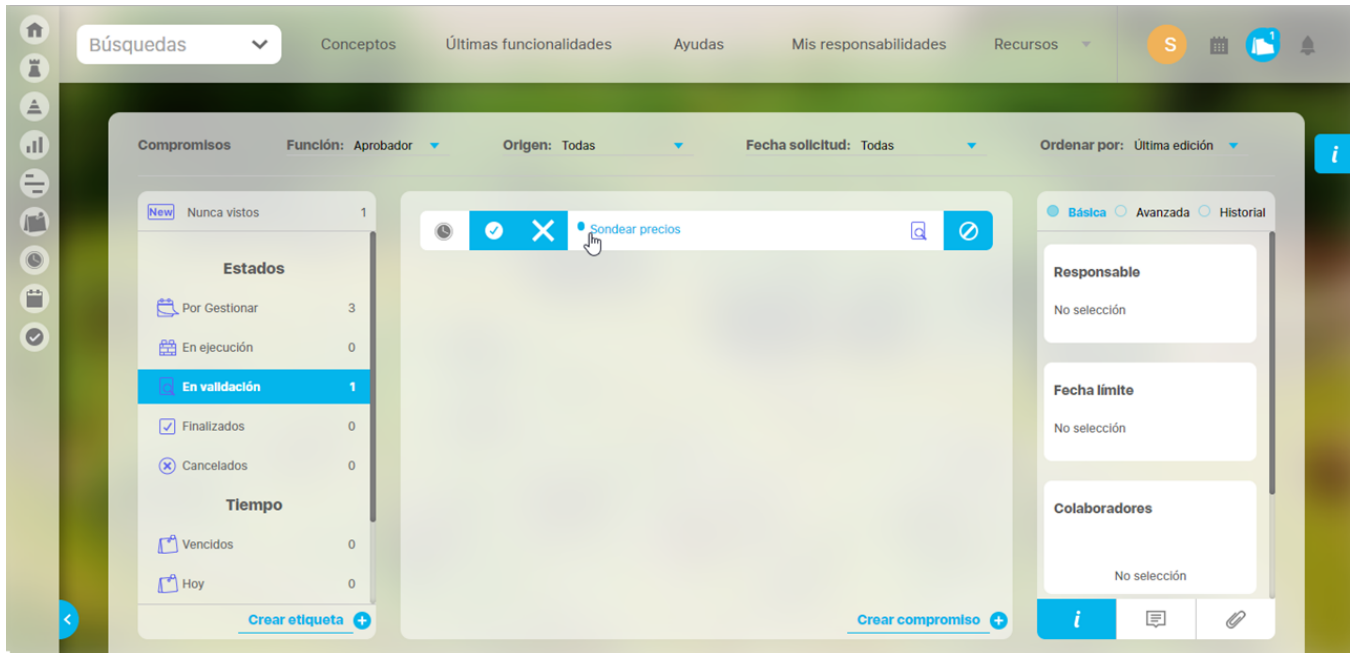 Búsquedas Conceptos Últimas funcionalidades Ayudas Mis responsabilidades Recursos S 1
Compromisos Función: Aprobador Origen: Todas Fecha solicitud: Todas Ordenar por: Última edición
i
New Nunca vistos 1
Estados
Por Gestionar 3
En ejecución 0
En validación 1
Finalizados 0
Cancelados 0
Tiempo
Vencidos 0
Hoy 0
Crear etiqueta
Sondear precios
Crear compromiso
Básica Avanzada Historial
Responsable
No selección
Fecha límite
No selección
Colaboradores
No selección
i